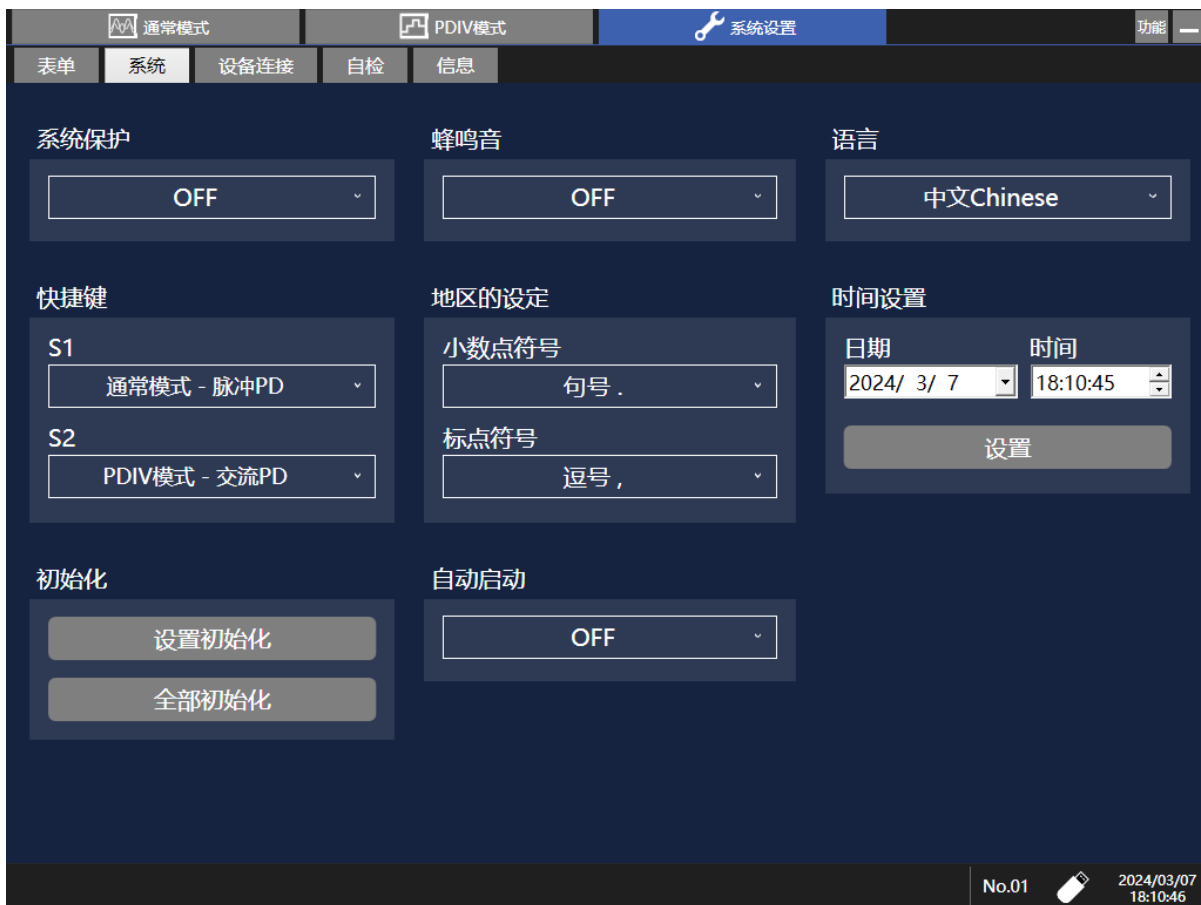 通常模式
PDIV模式
系统设置
功能
表单
系统
设备连接
自检
信息
系统保护
OFF
蜂鸣音
OFF
语言
中文Chinese
快捷键
S1
通常模式 - 脉冲PD
S2
PDIV模式 - 交流PD
地区的设定
小数点符号
句号 .
标点符号
逗号 ,
时间设置
日期 时间
2024/ 3/ 7 18:10:45
设置
初始化
设置初始化
全部初始化
自动启动
OFF
No.01
2024/03/07
18:10:46